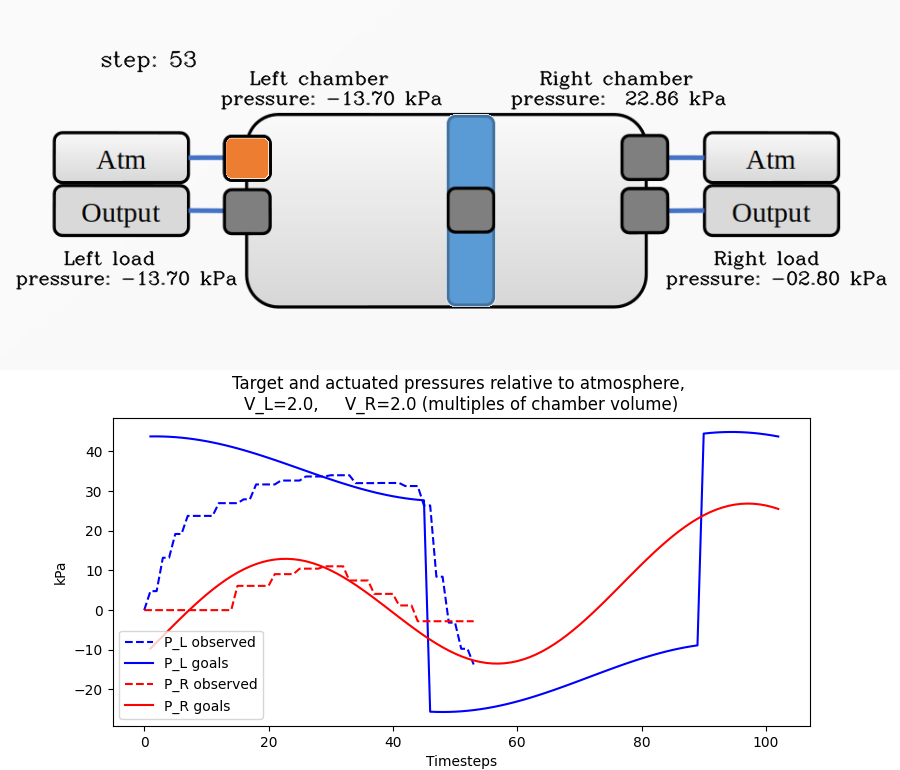 step: 53
Left chamber
pressure: −13.70 kPa
Right chamber
pressure:  22.86 kPa
Atm
Output
Atm
Output
Left load
pressure: −13.70 kPa
Right load
pressure: −02.80 kPa
Target and actuated pressures relative to atmosphere,
V_L=2.0,     V_R=2.0 (multiples of chamber volume)
kPa
40
30
20
10
0
−10
−20
P_L observed
P_L goals
P_R observed
P_R goals
0 20 40 60 80 100
Timesteps